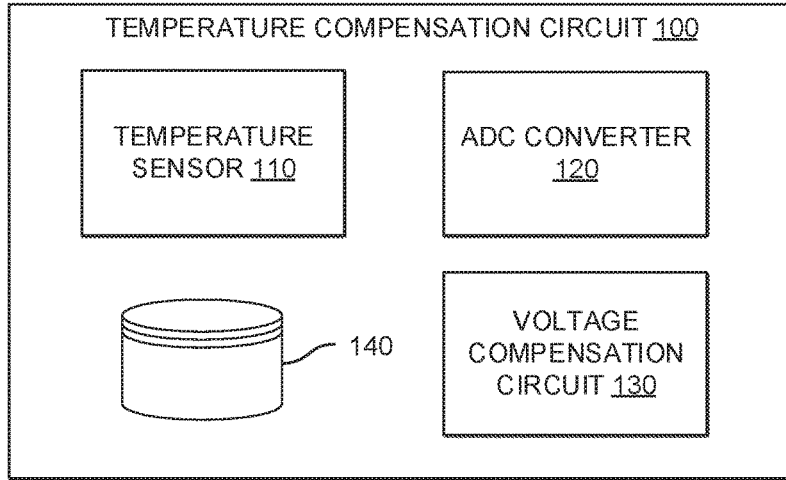 TEMPERATURE COMPENSATION CIRCUIT 100
TEMPERATURE
SENSOR 110
ADC CONVERTER
120
140
VOLTAGE
COMPENSATION
CIRCUIT 130